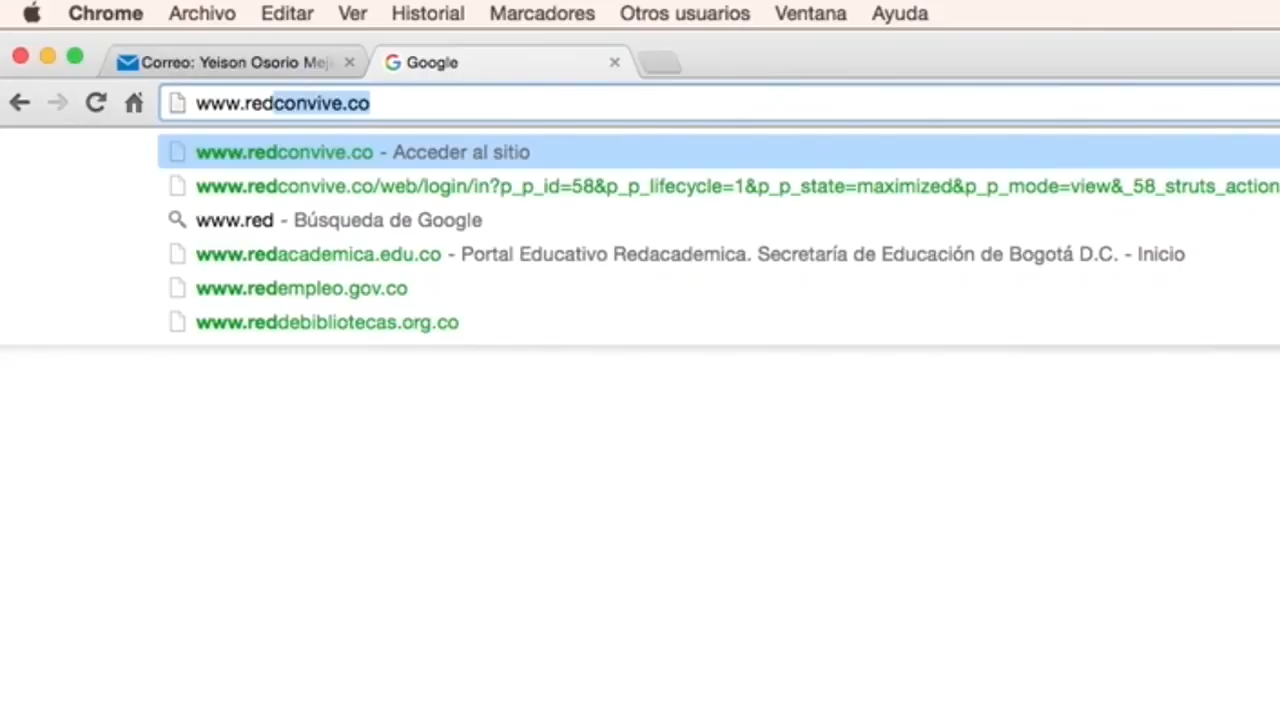 Chrome Archivo Editar Ver Historial Marcadores Otros usuarios Ventana Ayuda
Correo: Yeison Osorio Mej Google
www.redconvive.co
www.redconvive.co - Acceder al sitio
www.redconvive.co/web/login/in?p_p_id=58&p_p_lifecycle=1&p_p_state=maximized&p_p_mode=view&_58_struts_action
www.red - Búsqueda de Google
www.redacademica.edu.co - Portal Educativo Redacademica. Secretaría de Educación de Bogotá D.C. - Inicio
www.redempleo.gov.co
www.reddebibliotecas.org.co